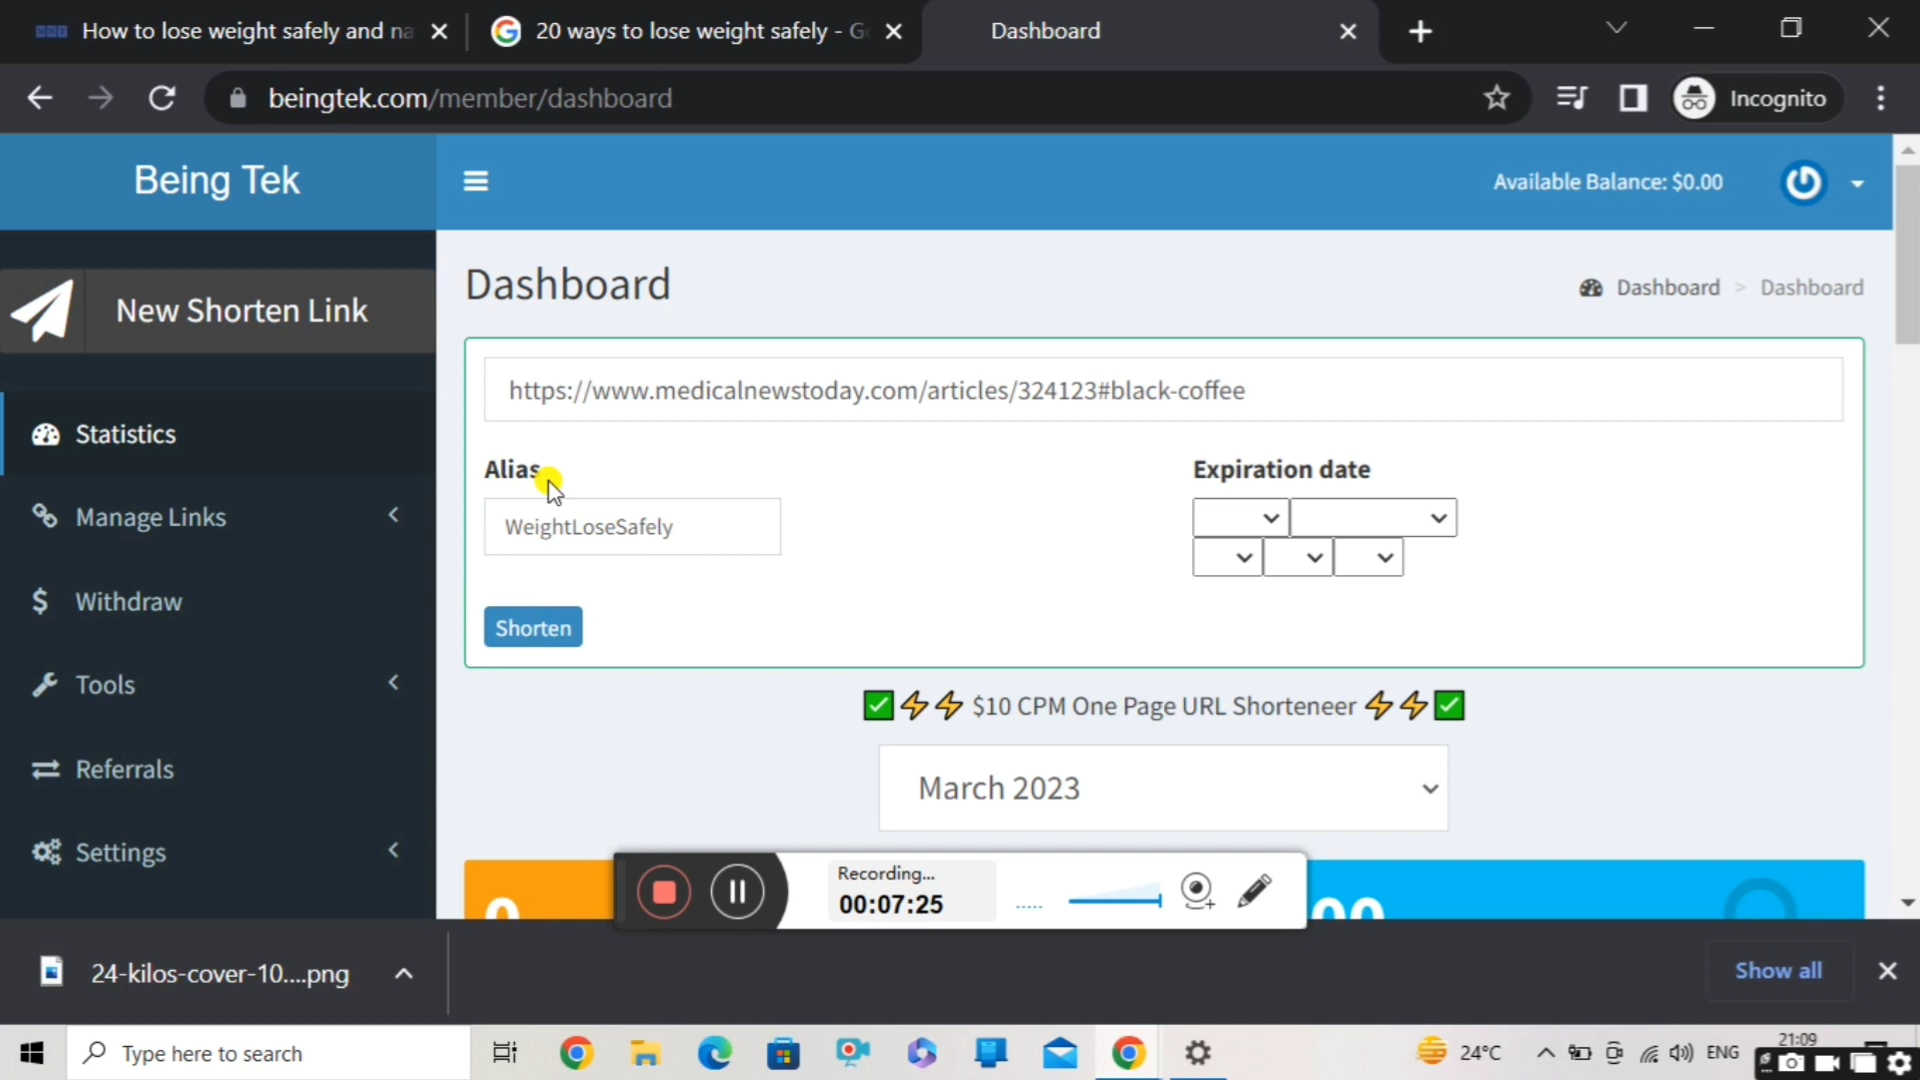 How to lose weight safely and na
20 ways to lose weight safely - G
Dashboard
beingtek.com/member/dashboard
Incognito
Being Tek
Available Balance: $0.00
New Shorten Link
Dashboard
Dashboard > Dashboard
https://www.medicalnewstoday.com/articles/324123#black-coffee
Statistics
Alias
Expiration date
Manage Links
WeightLoseSafely
Withdraw
Shorten
Tools
✅⚡⚡ $10 CPM One Page URL Shorteneer ⚡⚡✅
Referrals
March 2023
Settings
Recording...
00:07:25
24-kilos-cover-10....png
Show all
Type here to search
24°C
ENG
21:09